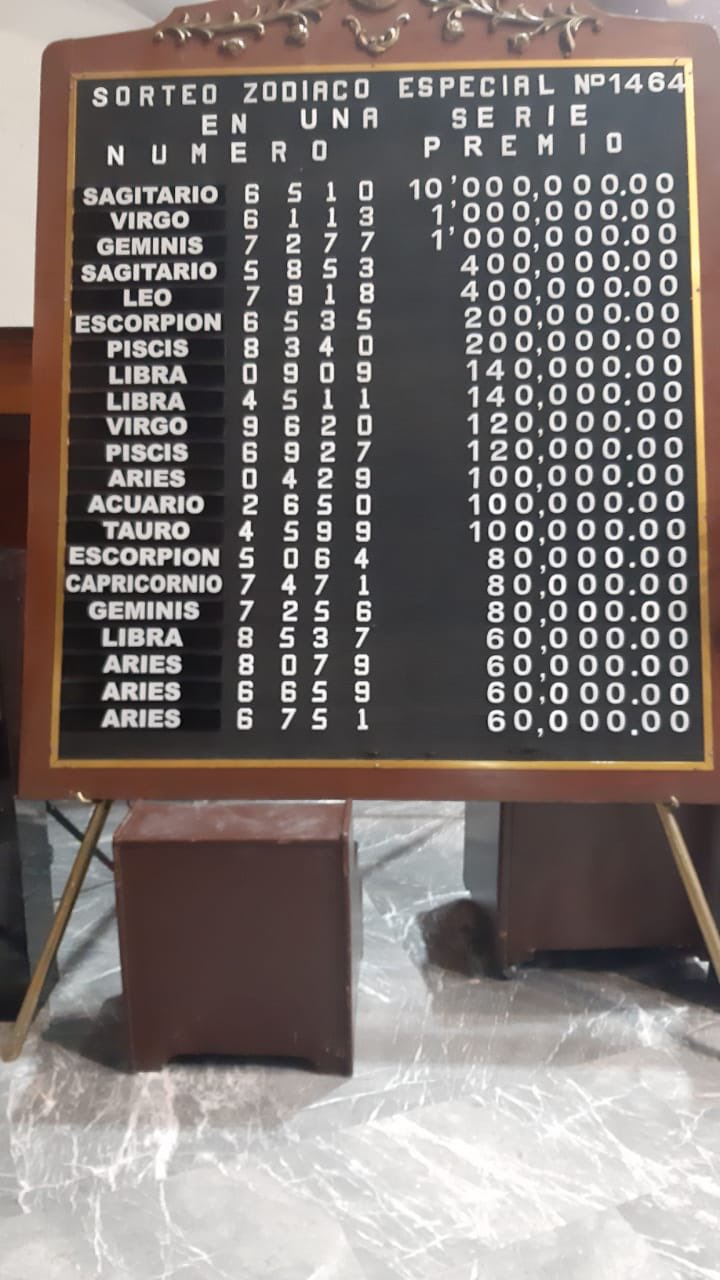 SORTEO ZODIACO ESPECIAL Nº1464
EN UNA SERIE
NUMERO PREMIO
SAGITARIO 6 5 1 0 10'000,000.00
VIRGO 6 1 1 3 1'000,000.00
GEMINIS 7 2 7 7 1'000,000.00
SAGITARIO 5 8 5 3 400,000.00
LEO 7 9 1 8 400,000.00
ESCORPION 6 5 3 5 200,000.00
PISCIS 8 3 4 0 200,000.00
LIBRA 0 9 0 9 140,000.00
LIBRA 4 5 1 1 140,000.00
VIRGO 9 6 2 0 120,000.00
PISCIS 6 9 2 7 120,000.00
ARIES 0 4 2 9 100,000.00
ACUARIO 2 6 5 0 100,000.00
TAURO 4 5 9 9 100,000.00
ESCORPION 5 0 6 4 80,000.00
CAPRICORNIO 7 4 7 1 80,000.00
GEMINIS 7 2 5 6 80,000.00
LIBRA 8 5 3 7 60,000.00
ARIES 8 0 7 9 60,000.00
ARIES 6 6 5 9 60,000.00
ARIES 6 7 5 1 60,000.00